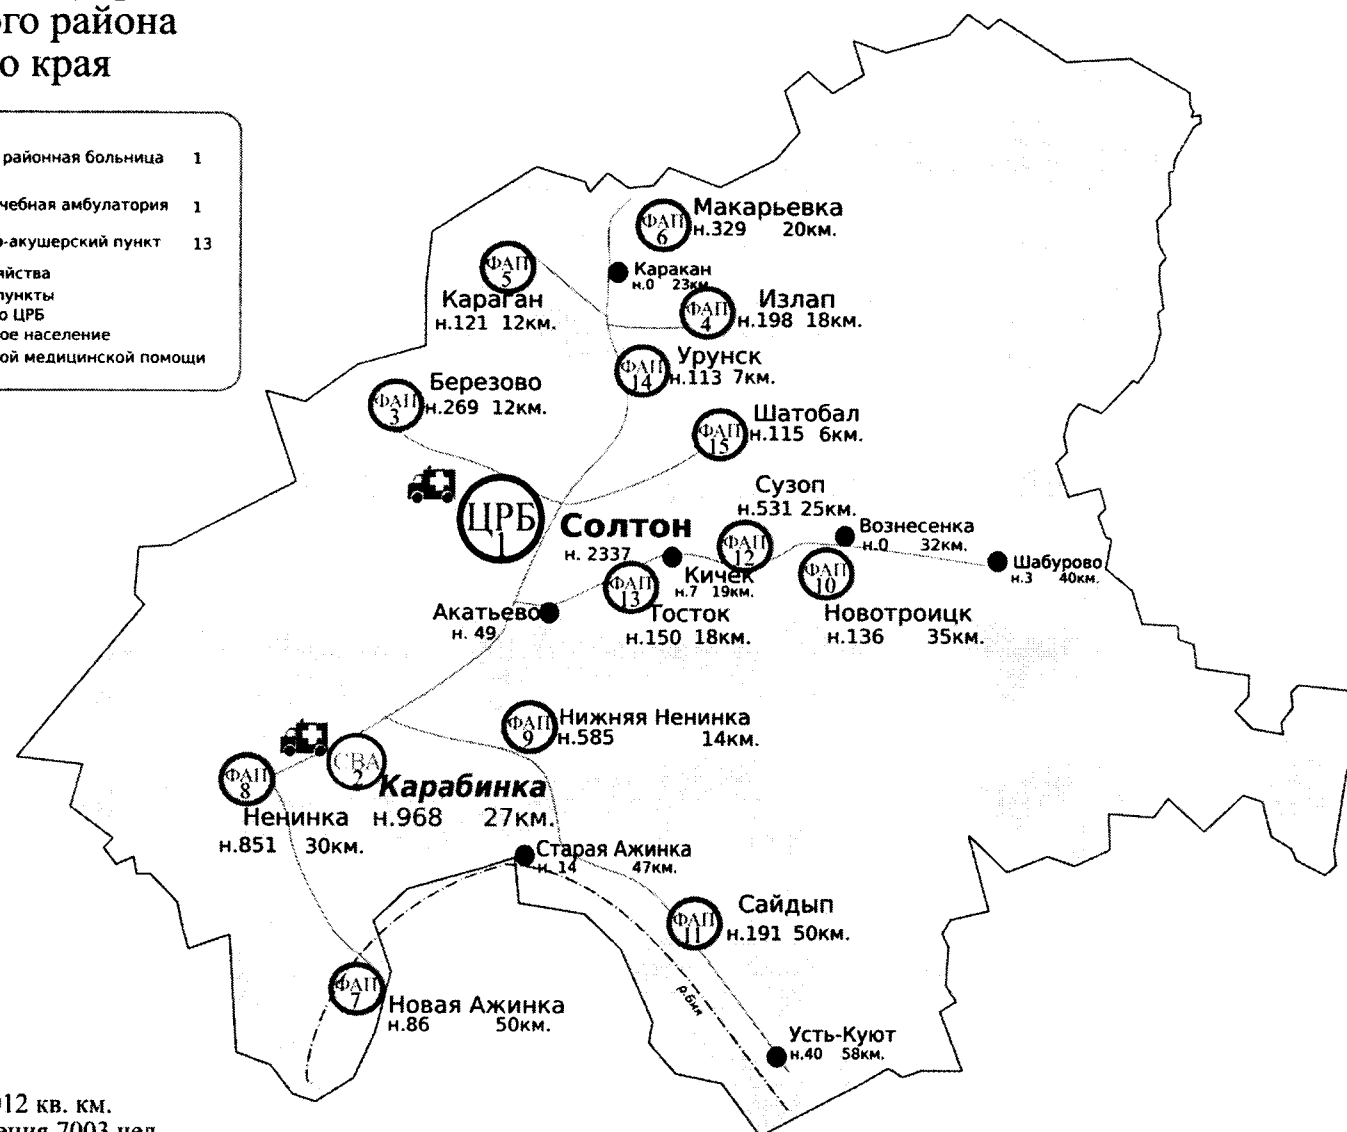 ого района
о края
районная больница 1
чебная амбулатория 1
о-акушерский пункт 13
яйства
пункты
о ЦРБ
ое население
ой медицинской помощи
ФАП
6
Макарьевка
н.329 20км.
Каракан
н.0 23км
ФАП
5
Караган
н.121 12км.
ФАП
4
Излап
н.198 18км.
ФАП
14
Урунск
н.113 7км.
ФАП
3
Березово
н.269 12км.
ФАП
15
Шатобал
н.115 6км.
ЦРБ
1
Солтон
н. 2337
Сузоп
н.531 25км.
ФАП
12
Вознесенка
н.0 32км.
Шабурово
н.3 40км.
Кичек
н.7 19км.
ФАП
13
Тосток
н.150 18км.
ФАП
10
Новотроицк
н.136 35км.
Акатьево
н. 49
ФАП
9
Нижняя Ненинка
н.585 14км.
СВА
2
Карабинка
н.968 27км.
ФАП
8
Ненинка
н.851 30км.
Старая Ажинка
н. 14 47км.
ФАП
11
Сайдып
н.191 50км.
ФАП
7
Новая Ажинка
н.86 50км.
р.Бия
Усть-Куют
н.40 58км.
012 кв. км.
ения 7003 чел